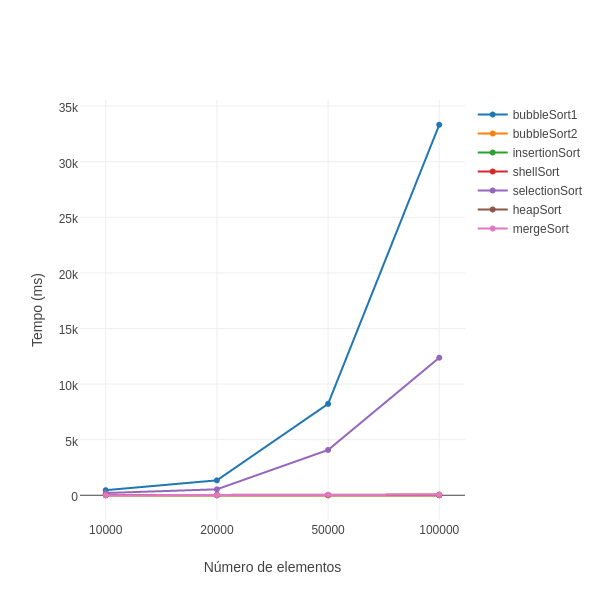 35k
30k
25k
20k
15k
10k
5k
0
Tempo (ms)
10000 20000 50000 100000
Número de elementos
bubbleSort1
bubbleSort2
insertionSort
shellSort
selectionSort
heapSort
mergeSort